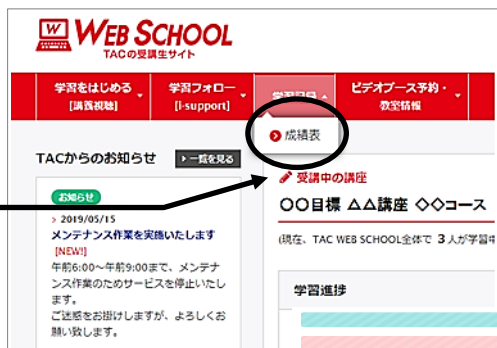 WEB SCHOOL
TACの受講生サイト
学習をはじめる
[講義視聴]
学習フォロー
[i-support]
ビデオブース予約・
教室情報
成績表
TACからのお知らせ
一覧を見る
受講中の講座
〇〇目標 △△講座 ◇◇コース
(現在、TAC WEB SCHOOL全体で 3 人が学習中
お知らせ
2019/05/15
メンテナンス作業を実施いたします
[NEW!]
午前6:00～午前9:00まで、メンテナ
ンス作業のためサービスを停止いたし
ます。
ご迷惑をお掛けしますが、よろしくお
願い致します。
学習進捗